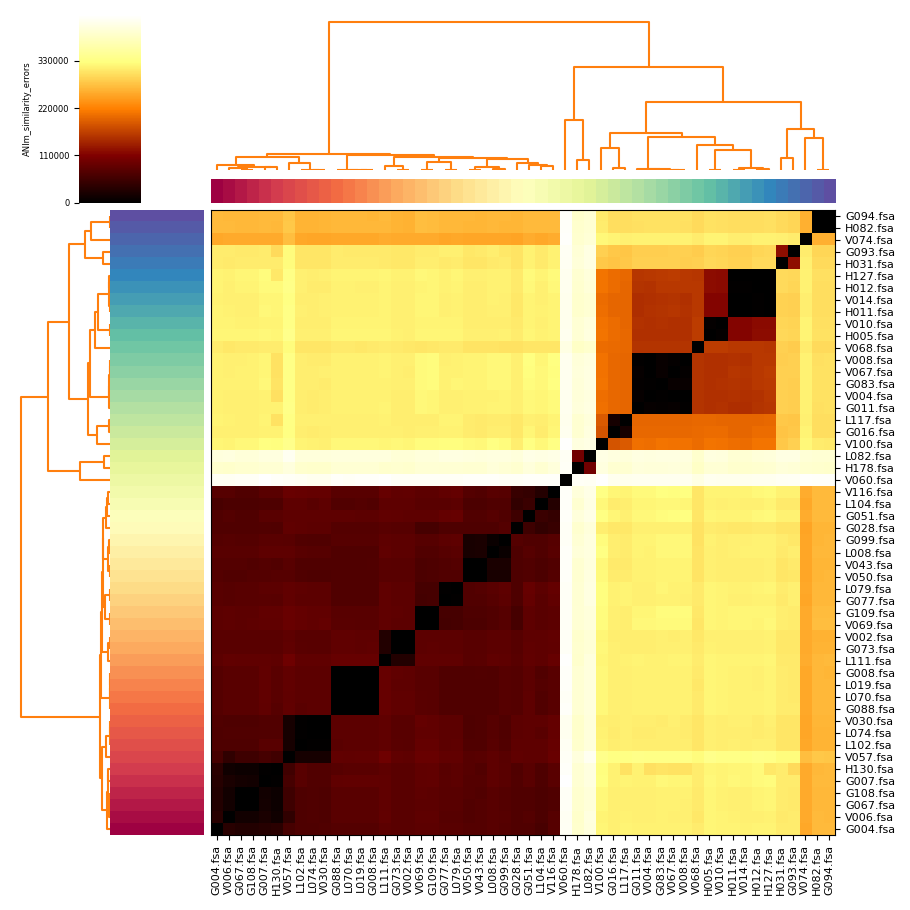 ANIm_similarity_errors
330000
220000
110000
0
G094.fsa
H082.fsa
V074.fsa
G093.fsa
H031.fsa
H127.fsa
H012.fsa
V014.fsa
H011.fsa
V010.fsa
H005.fsa
V068.fsa
V008.fsa
V067.fsa
G083.fsa
V004.fsa
G011.fsa
L117.fsa
G016.fsa
V100.fsa
L082.fsa
H178.fsa
V060.fsa
V116.fsa
L104.fsa
G051.fsa
G028.fsa
G099.fsa
L008.fsa
V043.fsa
V050.fsa
L079.fsa
G077.fsa
G109.fsa
V069.fsa
V002.fsa
G073.fsa
L111.fsa
G008.fsa
L019.fsa
L070.fsa
G088.fsa
V030.fsa
L074.fsa
L102.fsa
V057.fsa
H130.fsa
G007.fsa
G108.fsa
G067.fsa
V006.fsa
G004.fsa
G004.fsa
V006.fsa
G067.fsa
G108.fsa
G007.fsa
H130.fsa
V057.fsa
L102.fsa
L074.fsa
V030.fsa
G088.fsa
L070.fsa
L019.fsa
G008.fsa
L111.fsa
G073.fsa
V002.fsa
V069.fsa
G109.fsa
G077.fsa
L079.fsa
V050.fsa
V043.fsa
L008.fsa
G099.fsa
G028.fsa
G051.fsa
L104.fsa
V116.fsa
V060.fsa
H178.fsa
L082.fsa
V100.fsa
G016.fsa
L117.fsa
G011.fsa
V004.fsa
G083.fsa
V067.fsa
V008.fsa
V068.fsa
H005.fsa
V010.fsa
H011.fsa
V014.fsa
H012.fsa
H127.fsa
H031.fsa
G093.fsa
V074.fsa
H082.fsa
G094.fsa